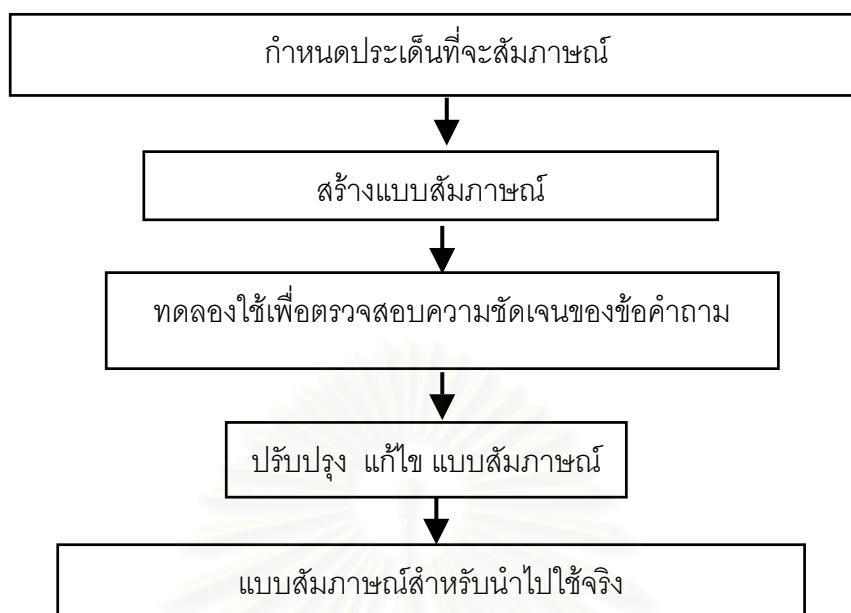 กำหนดประเด็นที่จะสัมภาษณ์
สร้างแบบสัมภาษณ์
ทดลองใช้เพื่อตรวจสอบความชัดเจนของข้อคำถาม
ปรับปรุง แก้ไข แบบสัมภาษณ์
แบบสัมภาษณ์สำหรับนำไปใช้จริง